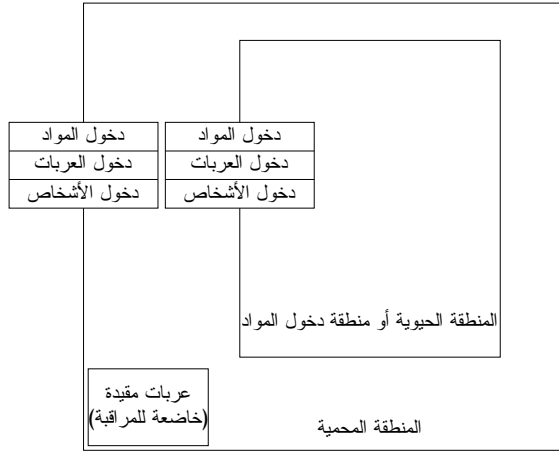 دخول المواد
دخول العربات
دخول الأشخاص
دخول المواد
دخول العربات
دخول الأشخاص
المنطقة الحيوية أو منطقة دخول المواد
عربات مقيدة
(خاضعة للمراقبة)
المنطقة المحمية